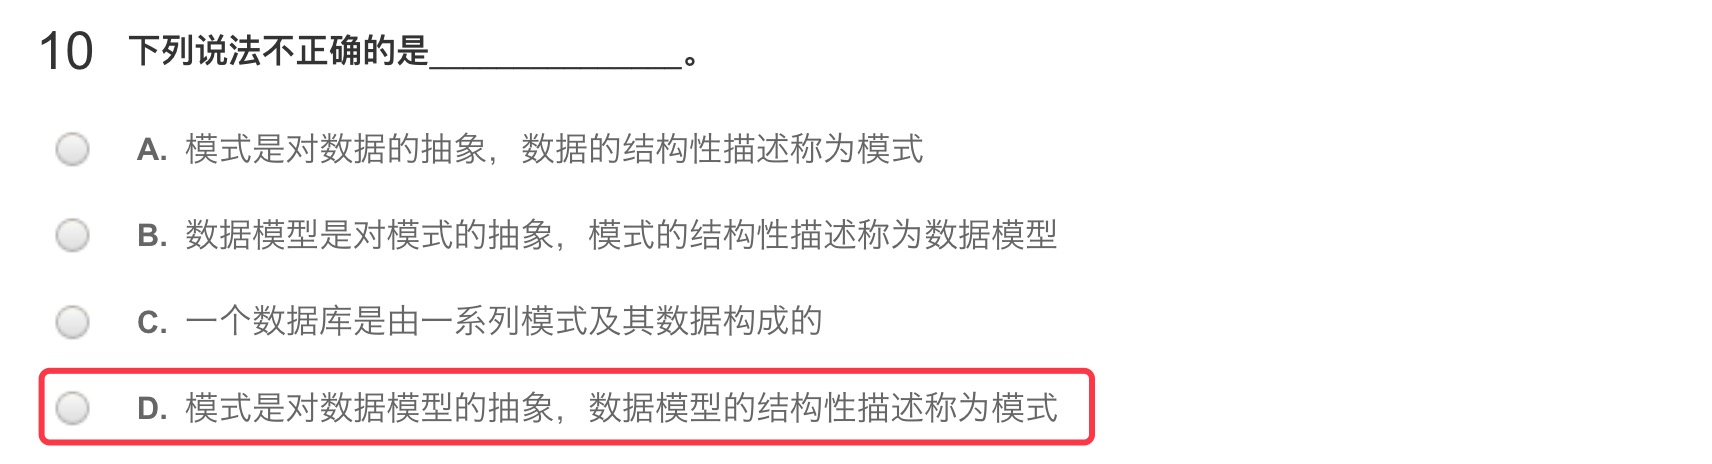 10 下列说法不正确的是_______________。
A. 模式是对数据的抽象，数据的结构性描述称为模式
B. 数据模型是对模式的抽象，模式的结构性描述称为数据模型
C. 一个数据库是由一系列模式及其数据构成的
D. 模式是对数据模型的抽象，数据模型的结构性描述称为模式